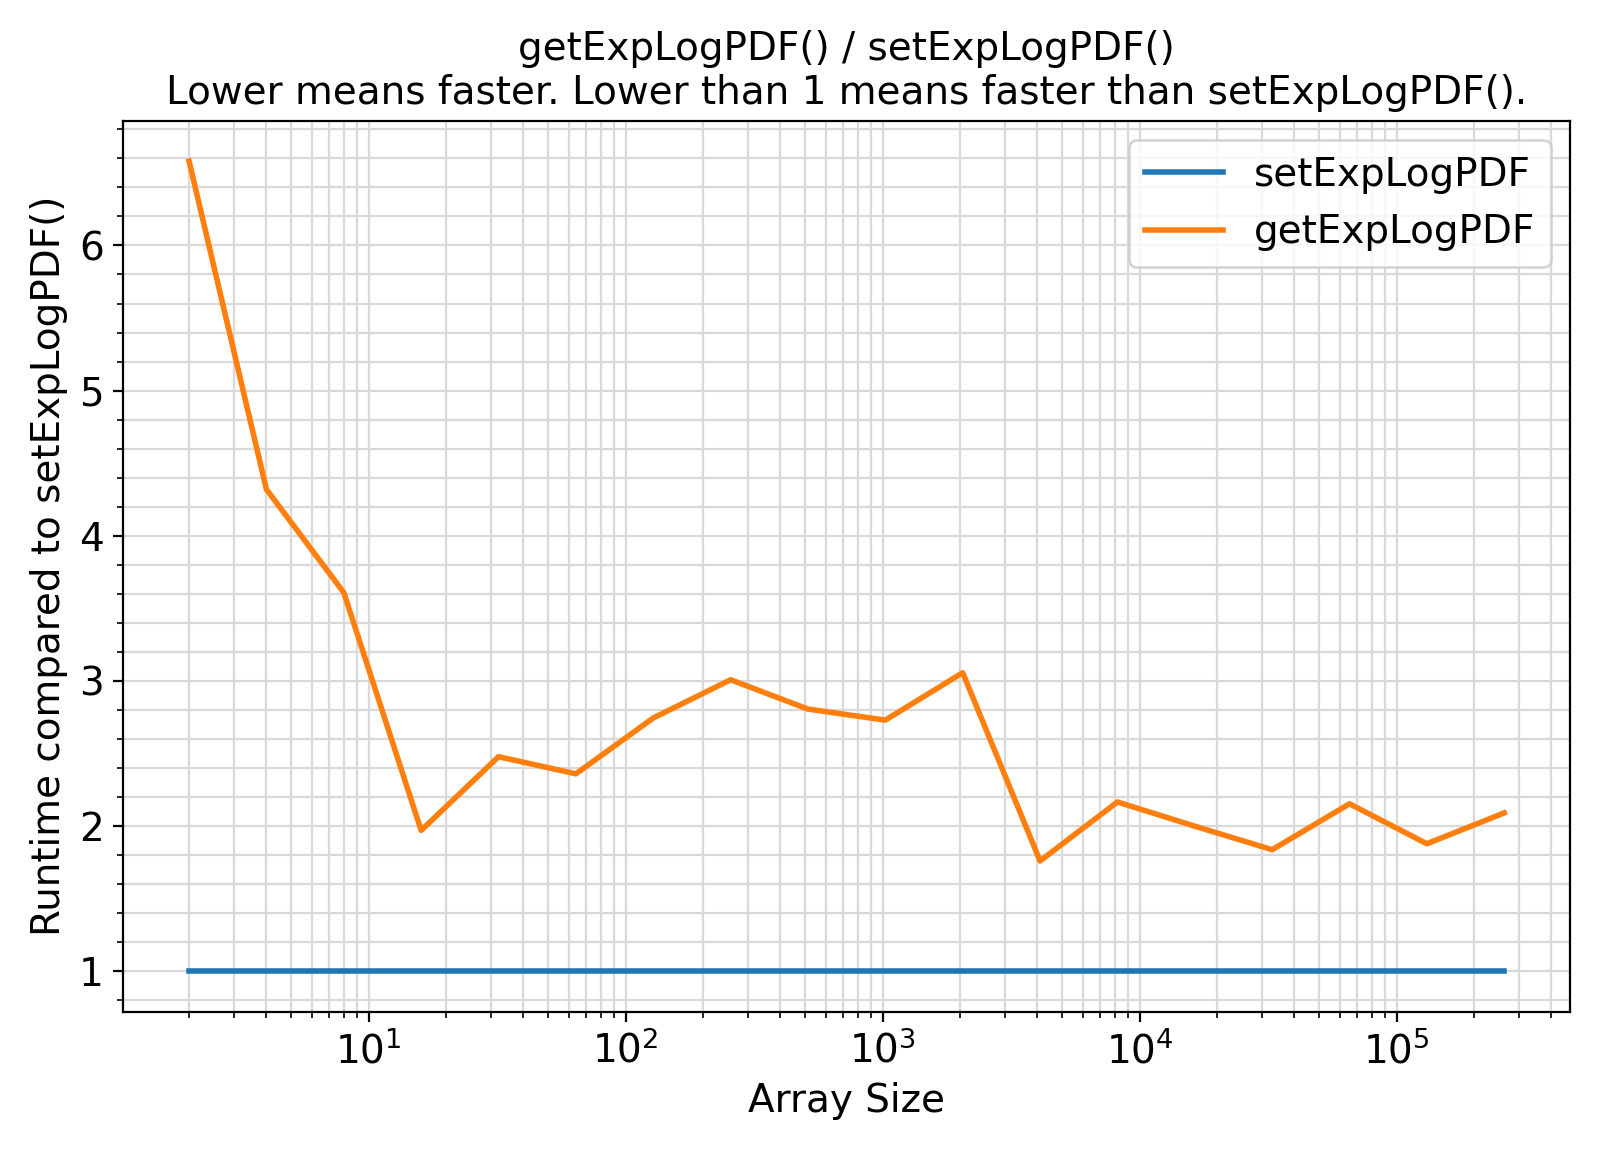 getExpLogPDF() / setExpLogPDF()
Lower means faster. Lower than 1 means faster than setExpLogPDF().
Runtime compared to setExpLogPDF()
6
5
4
3
2
1
setExpLogPDF
getExpLogPDF
10¹ 10² 10³ 10⁴ 10⁵
Array Size